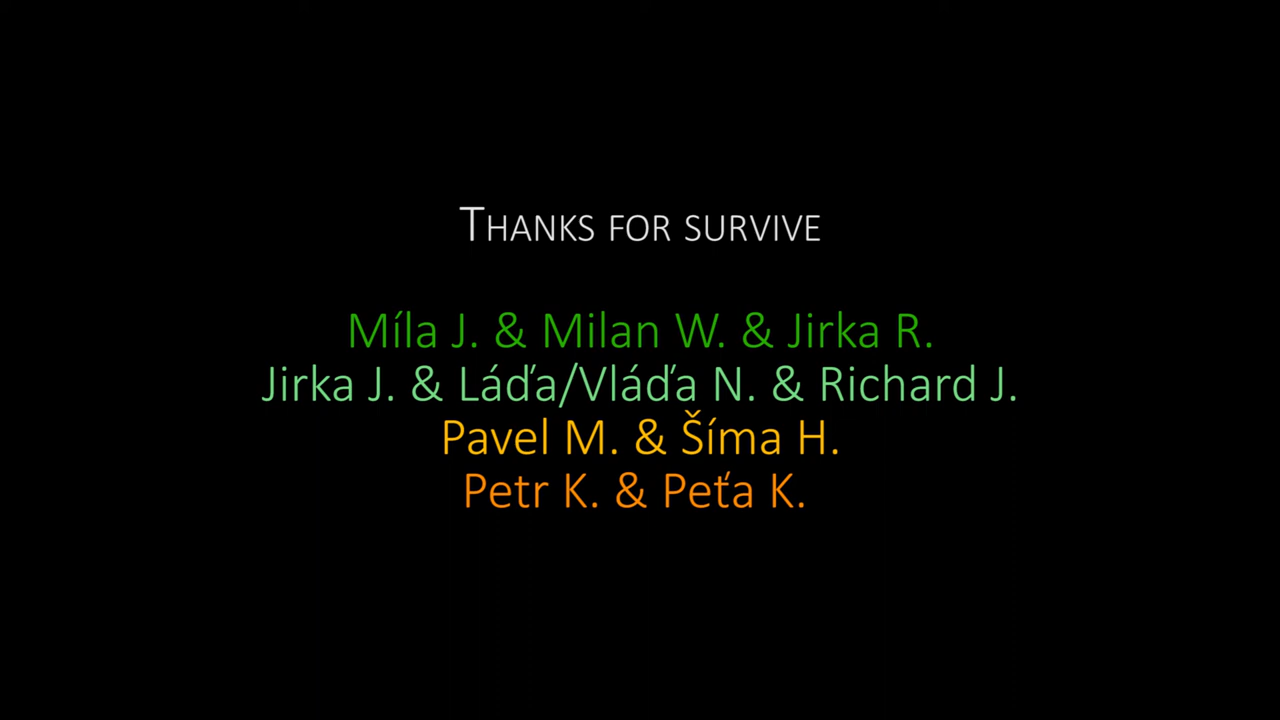 Thanks for survive
Míla J. & Milan W. & Jirka R.
Jirka J. & Láďa/Vláďa N. & Richard J.
Pavel M. & Šíma H.
Petr K. & Peťa K.